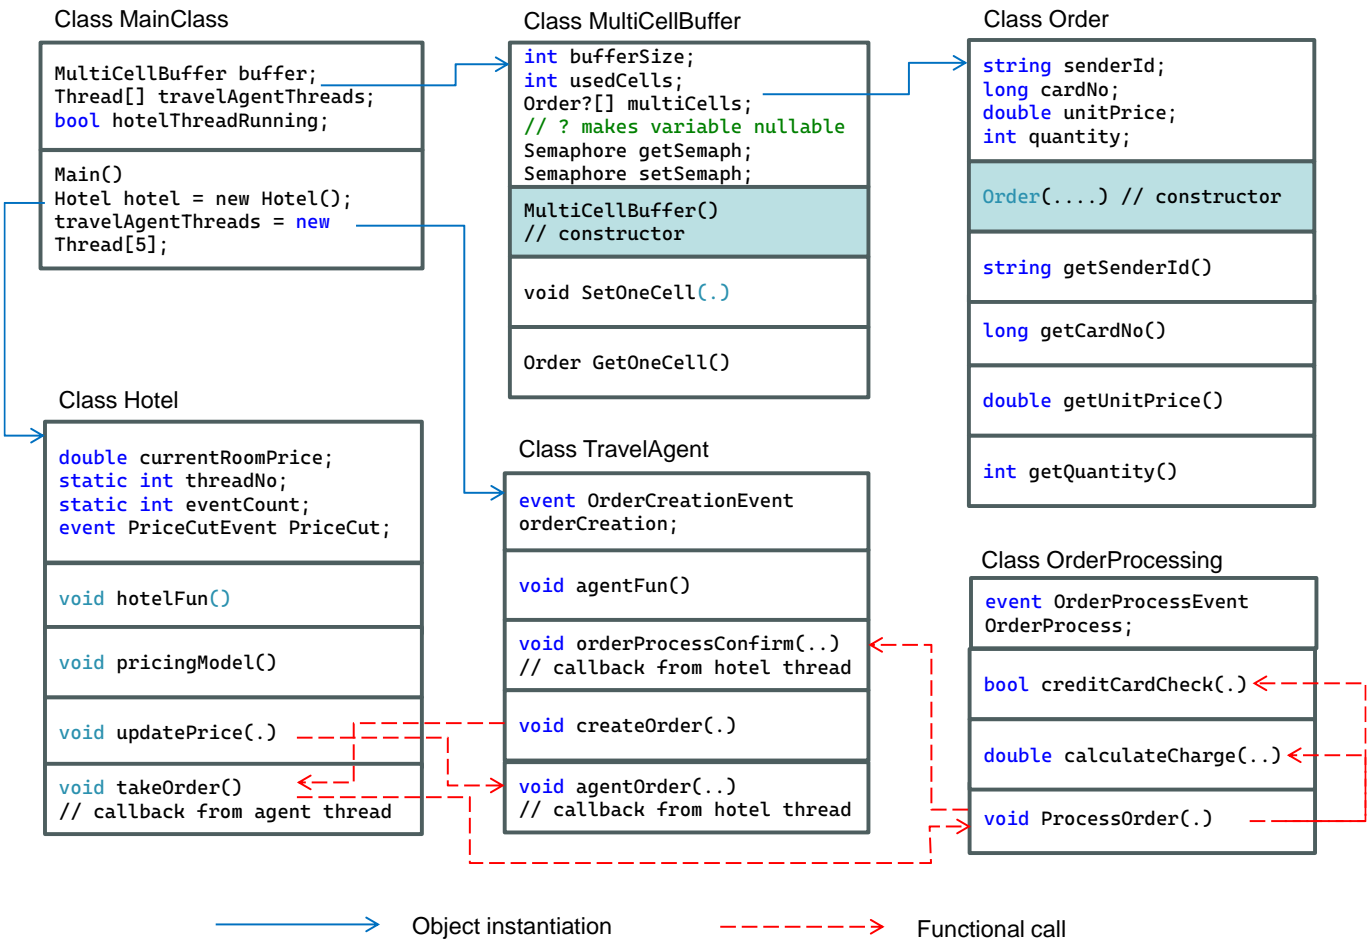 Class MainClass
MultiCellBuffer buffer;
Thread[] travelAgentThreads;
bool hotelThreadRunning;
Main()
Hotel hotel = new Hotel();
travelAgentThreads = new
Thread[5];
Class MultiCellBuffer
int bufferSize;
int usedCells;
Order?[] multiCells;
// ? makes variable nullable
Semaphore getSemaph;
Semaphore setSemaph;
MultiCellBuffer()
// constructor
void SetOneCell(.)
Order GetOneCell()
Class Order
string senderId;
long cardNo;
double unitPrice;
int quantity;
Order(....) // constructor
string getSenderId()
long getCardNo()
double getUnitPrice()
int getQuantity()
Class Hotel
double currentRoomPrice;
static int threadNo;
static int eventCount;
event PriceCutEvent PriceCut;
void hotelFun()
void pricingModel()
void updatePrice(.)
void takeOrder()
// callback from agent thread
Class TravelAgent
event OrderCreationEvent
orderCreation;
void agentFun()
void orderProcessConfirm(..)
// callback from hotel thread
void createOrder(.)
void agentOrder(..)
// callback from hotel thread
Class OrderProcessing
event OrderProcessEvent
OrderProcess;
bool creditCardCheck(.)
double calculateCharge(..)
void ProcessOrder(.)
Object instantiation
Functional call